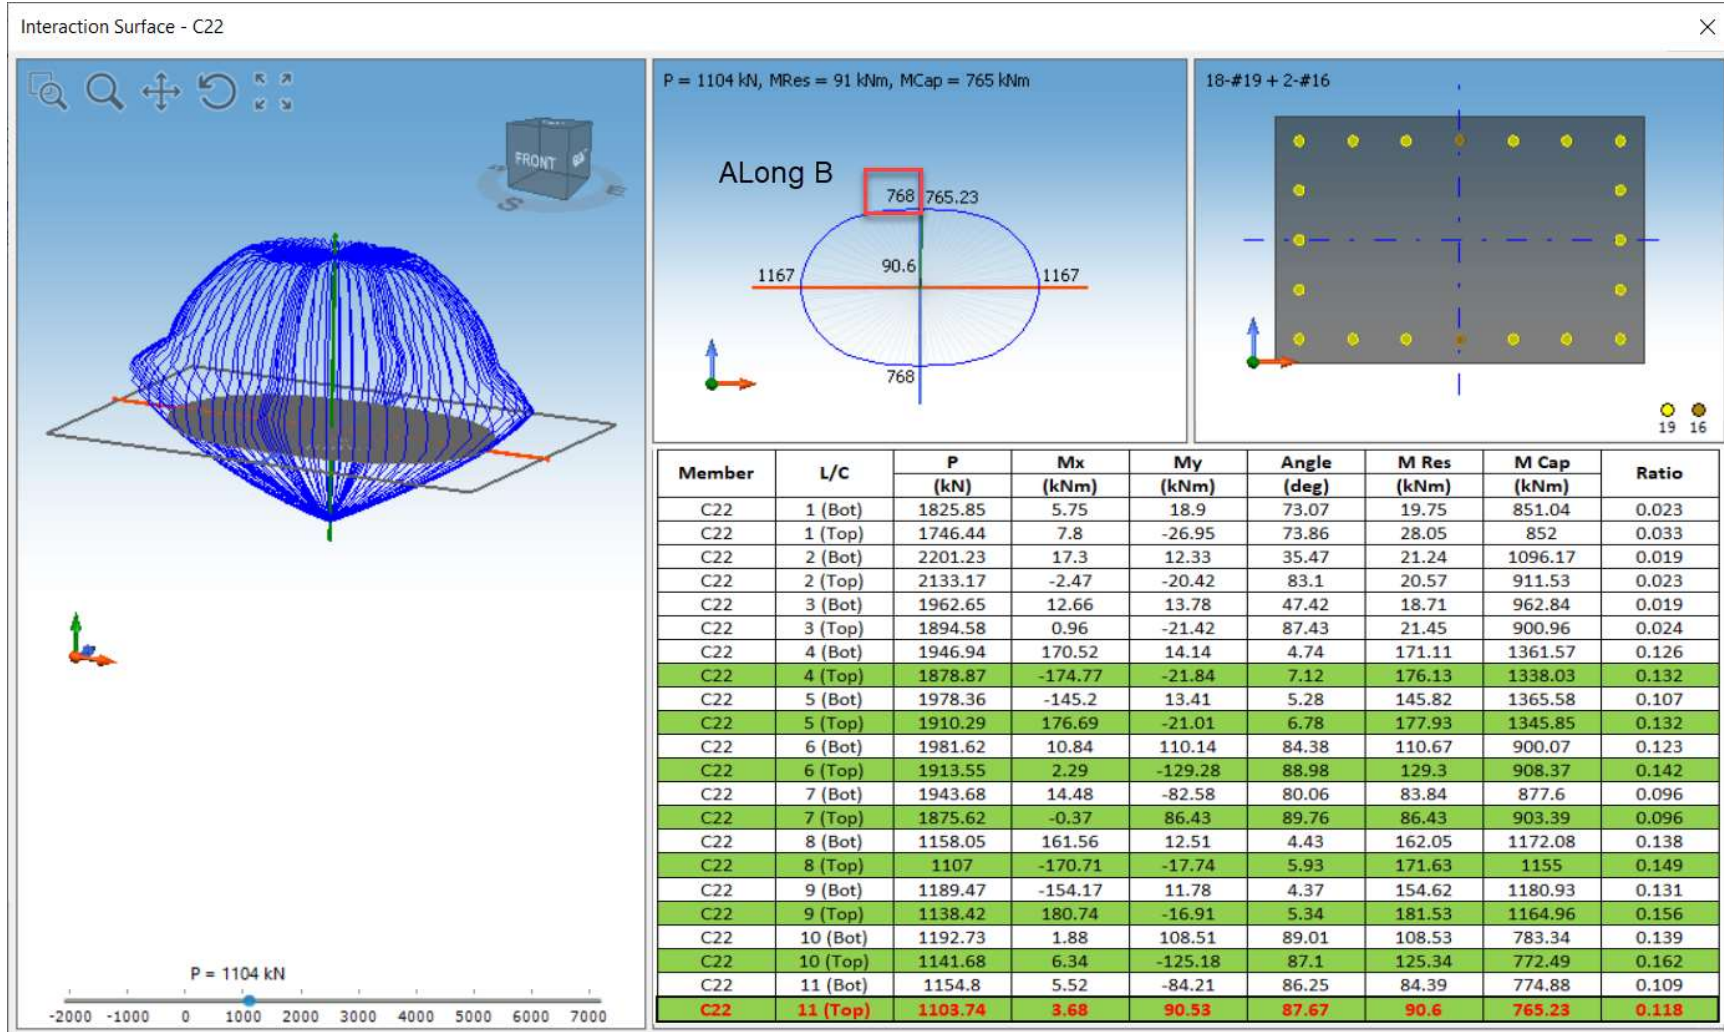 Interaction Surface - C22
FRONT
S
E
P = 1104 kN
-2000 -1000 0 1000 2000 3000 4000 5000 6000 7000
P = 1104 kN, MRes = 91 kNm, MCap = 765 kNm
ALong B
768 765.23
1167 90.6 1167
768
18-#19 + 2-#16
19 16
Member L/C P Mx My Angle M Res M Cap Ratio
(kN) (kNm) (kNm) (deg) (kNm) (kNm)
C22 1 (Bot) 1825.85 5.75 18.9 73.07 19.75 851.04 0.023
C22 1 (Top) 1746.44 7.8 -26.95 73.86 28.05 852 0.033
C22 2 (Bot) 2201.23 17.3 12.33 35.47 21.24 1096.17 0.019
C22 2 (Top) 2133.17 -2.47 -20.42 83.1 20.57 911.53 0.023
C22 3 (Bot) 1962.65 12.66 13.78 47.42 18.71 962.84 0.019
C22 3 (Top) 1894.58 0.96 -21.42 87.43 21.45 900.96 0.024
C22 4 (Bot) 1946.94 170.52 14.14 4.74 171.11 1361.57 0.126
C22 4 (Top) 1878.87 -174.77 -21.84 7.12 176.13 1338.03 0.132
C22 5 (Bot) 1978.36 -145.2 13.41 5.28 145.82 1365.58 0.107
C22 5 (Top) 1910.29 176.69 -21.01 6.78 177.93 1345.85 0.132
C22 6 (Bot) 1981.62 10.84 110.14 84.38 110.67 900.07 0.123
C22 6 (Top) 1913.55 2.29 -129.28 88.98 129.3 908.37 0.142
C22 7 (Bot) 1943.68 14.48 -82.58 80.06 83.84 877.6 0.096
C22 7 (Top) 1875.62 -0.37 86.43 89.76 86.43 903.39 0.096
C22 8 (Bot) 1158.05 161.56 12.51 4.43 162.05 1172.08 0.138
C22 8 (Top) 1107 -170.71 -17.74 5.93 171.63 1155 0.149
C22 9 (Bot) 1189.47 -154.17 11.78 4.37 154.62 1180.93 0.131
C22 9 (Top) 1138.42 180.74 -16.91 5.34 181.53 1164.96 0.156
C22 10 (Bot) 1192.73 1.88 108.51 89.01 108.53 783.34 0.139
C22 10 (Top) 1141.68 6.34 -125.18 87.1 125.34 772.49 0.162
C22 11 (Bot) 1154.8 5.52 -84.21 86.25 84.39 774.88 0.109
C22 11 (Top) 1103.74 3.68 90.53 87.67 90.6 765.23 0.118